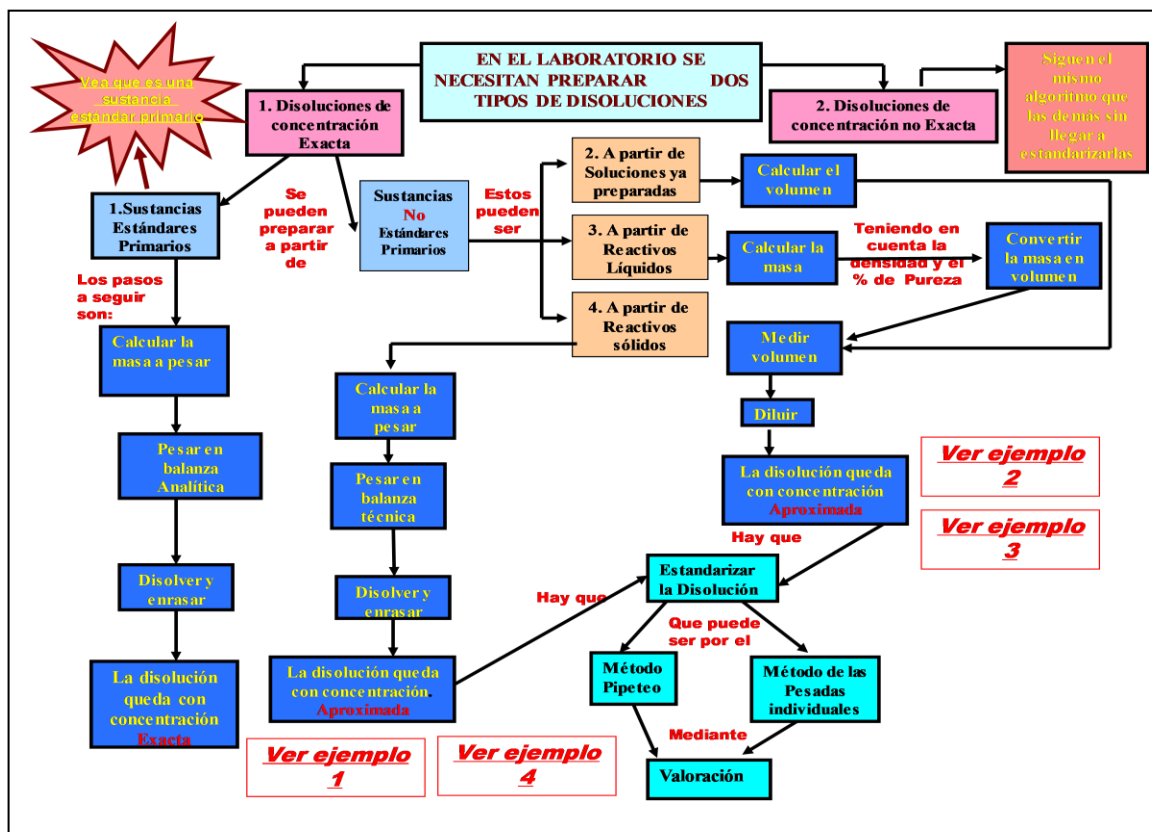 EN EL LABORATORIO SE
NECESITAN PREPARAR DOS
TIPOS DE DISOLUCIONES
Vea que es una
sustancia
estándar primario
1. Disoluciones de
concentración
Exacta
2. Disoluciones de
concentración no Exacta
Siguen el
mismo
algoritmo que
las demás sin
llegar a
estandarizarlas
1.Sustancias
Estándares
Primarios
Se
pueden
preparar
a partir
de
Sustancias
No
Estándares
Primarios
Estos
pueden
ser
2. A partir de
Soluciones ya
preparadas
Calcular el
volumen
3. A partir de
Reactivos
Líquidos
Calcular la
masa
Teniendo en
cuenta la
densidad y el
% de Pureza
Convertir
la masa en
volumen
4. A partir de
Reactivos
sólidos
Los pasos
a seguir
son:
Calcular la
masa a pesar
Pesar en
balanza
Analítica
Disolver y
enrasar
La disolución
queda con
concentración
Exacta
Calcular la
masa a
pesar
Pesar en
balanza
técnica
Disolver y
enrasar
La disolución queda
con concentración.
Aproximada
Medir
volumen
Diluir
La disolución queda
con concentración
Aproximada
Ver ejemplo
2
Ver ejemplo
3
Hay que
Hay que
Estandarizar
la Disolución
Que puede
ser por el
Método
Pipeteo
Método de las
Pesadas
individuales
Mediante
Valoración
Ver ejemplo
1
Ver ejemplo
4